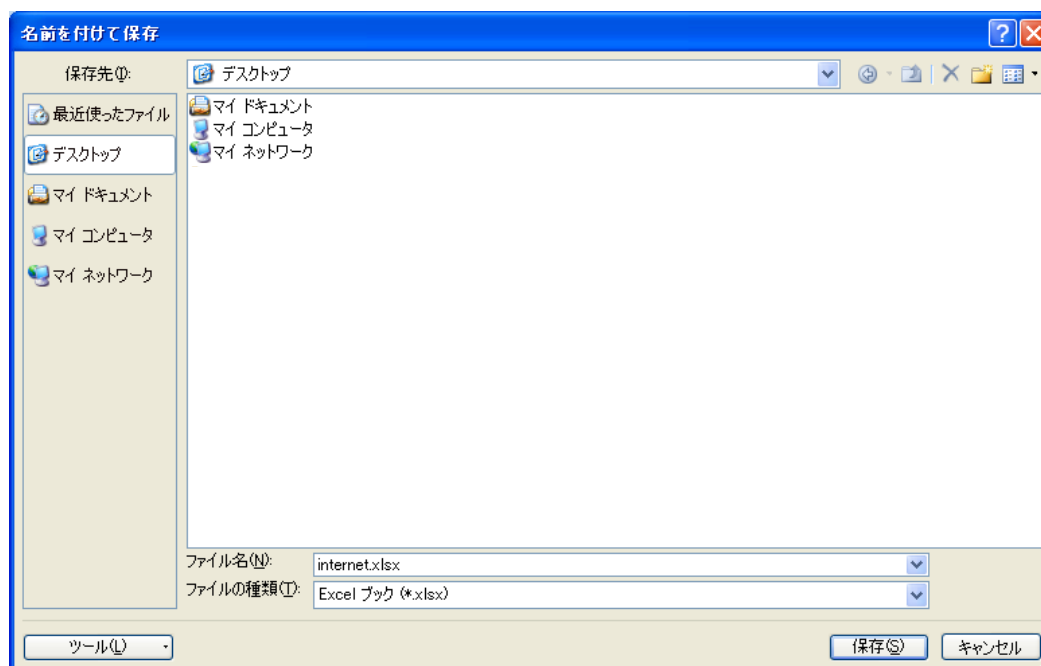 名前を付けて保存
保存先(I):
デスクトップ
最近使ったファイル
デスクトップ
マイ ドキュメント
マイ コンピュータ
マイ ネットワーク
マイ ドキュメント
マイ コンピュータ
マイ ネットワーク
ファイル名(N):
internet.xlsx
ファイルの種類(T):
Excel ブック (*.xlsx)
ツール(L)
保存(S)
キャンセル